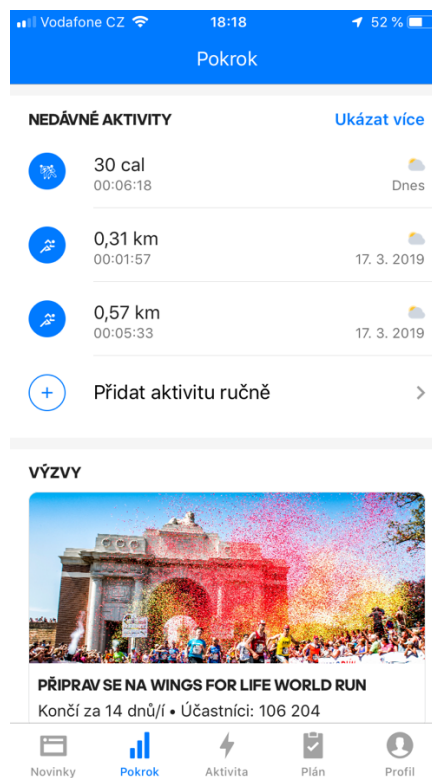 Vodafone CZ 18:18 52 %
Pokrok
NEDÁVNÉ AKTIVITY Ukázat více
30 cal
00:06:18 Dnes
0,31 km
00:01:57 17. 3. 2019
0,57 km
00:05:33 17. 3. 2019
Přidat aktivitu ručně
VÝZVY
PŘIPRAV SE NA WINGS FOR LIFE WORLD RUN
Končí za 14 dnů/í • Účastníci: 106 204
Novinky Pokrok Aktivita Plán Profil